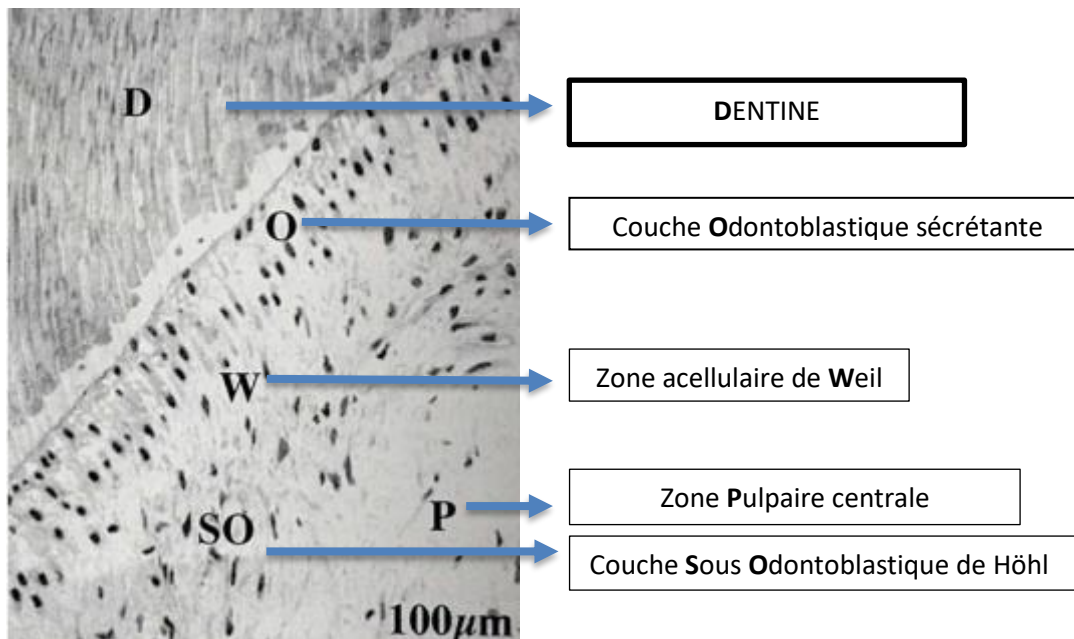 D
DENTINE
O
Couche Odontoblastique sécrétante
W
Zone acellulaire de Weil
P
Zone Pulpaire centrale
SO
Couche Sous Odontoblastique de Höhl
100µm